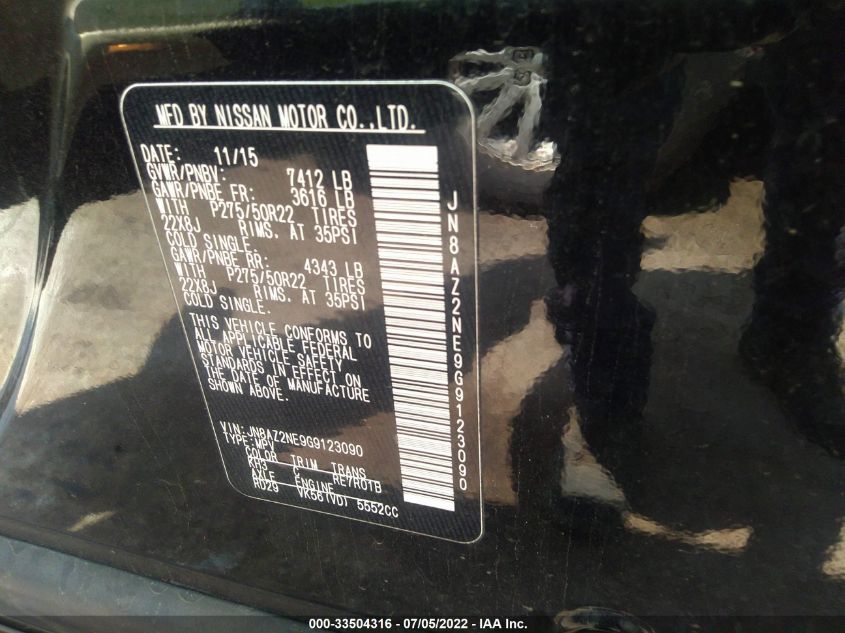 MFD BY NISSAN MOTOR CO.,LTD.
DATE: 11/15
GVWR/PNBV: 7412 LB
GAWR/PNBE FR: 3616 LB
WITH P275/50R22 TIRES
22X8J RIMS. AT 35PSI
COLD SINGLE.
GAWR/PNBE RR: 4343 LB
WITH P275/50R22 TIRES
22X8J RIMS. AT 35PSI
COLD SINGLE.
THIS VEHICLE CONFORMS TO
ALL APPLICABLE FEDERAL
MOTOR VEHICLE SAFETY
STANDARDS IN EFFECT ON
THE DATE OF MANUFACTURE
SHOWN ABOVE.
VIN: JN8AZ2NE9G9123090
TYPE: MPV
COLOR TRIM TRANS
KH3 C RE7R01B
AXLE ENGINE
RD29 VK56(VD) 5552CC
JN8AZ2NE9G9123090
000-33504316 - 07/05/2022 - IAA Inc.